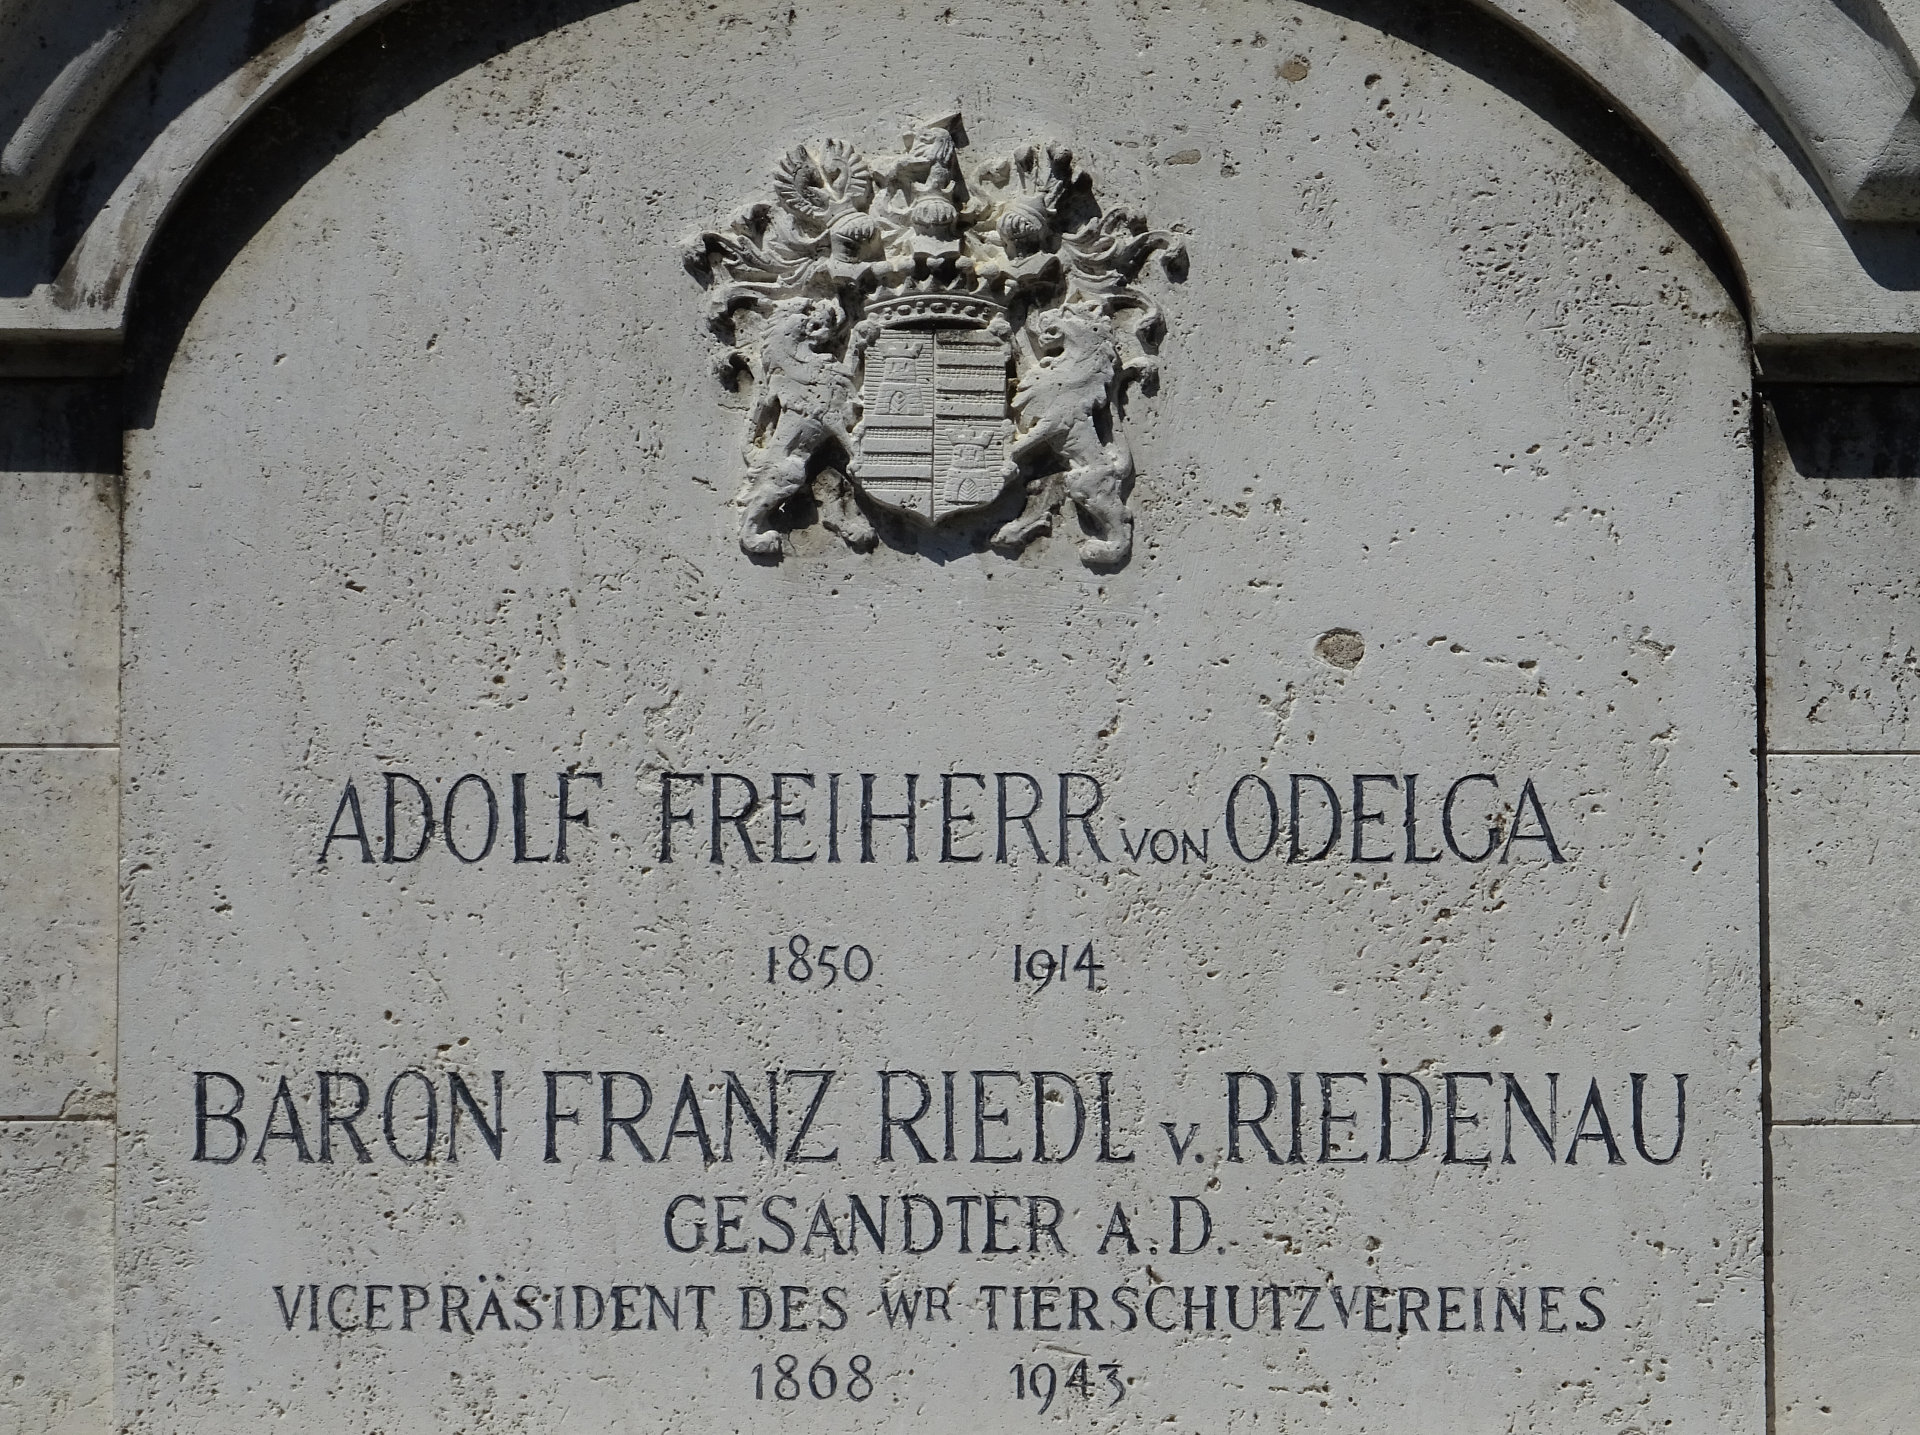 ADOLF FREIHERR VON ODELGA
1850 1914
BARON FRANZ RIEDL V. RIEDENAU
GESANDTER A.D.
VICEPRÄSIDENT DES WR TIERSCHUTZVEREINES
1868 1943